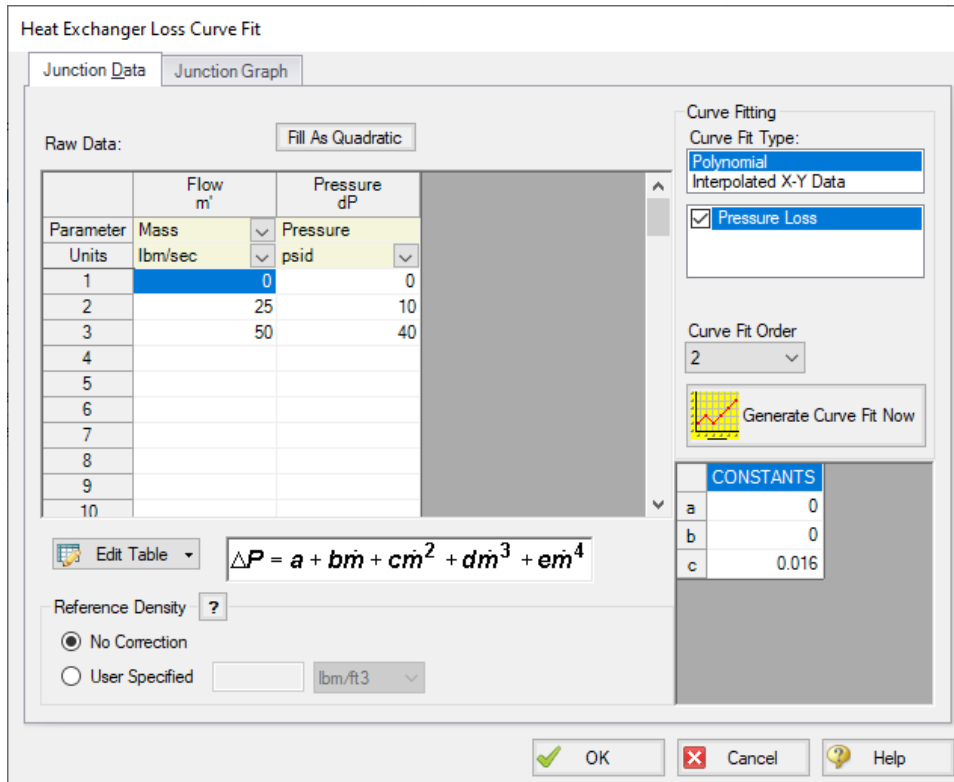 Heat Exchanger Loss Curve Fit
Junction Data
Junction Graph
Raw Data:
Fill As Quadratic
Flow Pressure
m' dP
Parameter Mass Pressure
Units lbm/sec psid
1 0 0
2 25 10
3 50 40
4
5
6
7
8
9
10
Edit Table
ΔP = a + bṁ + cṁ² + dṁ³ + eṁ⁴
Reference Density ?
No Correction
User Specified lbm/ft3
Curve Fitting
Curve Fit Type:
Polynomial
Interpolated X-Y Data
Pressure Loss
Curve Fit Order
2
Generate Curve Fit Now
CONSTANTS
a 0
b 0
c 0.016
OK
Cancel
Help